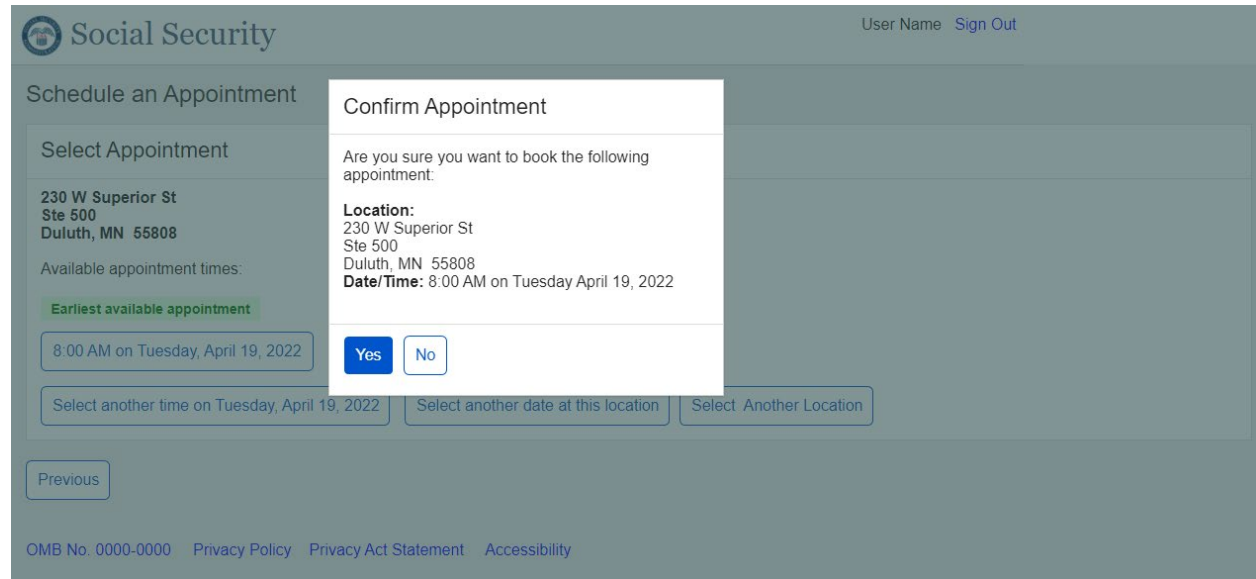 Social Security
User Name Sign Out
Schedule an Appointment
Select Appointment
230 W Superior St
Ste 500
Duluth, MN 55808
Available appointment times:
Earliest available appointment
8:00 AM on Tuesday, April 19, 2022
Select another time on Tuesday, April 19, 2022 Select another date at this location Select Another Location
Confirm Appointment
Are you sure you want to book the following
appointment:
Location:
230 W Superior St
Ste 500
Duluth, MN 55808
Date/Time: 8:00 AM on Tuesday April 19, 2022
Yes No
Previous
OMB No. 0000-0000 Privacy Policy Privacy Act Statement Accessibility